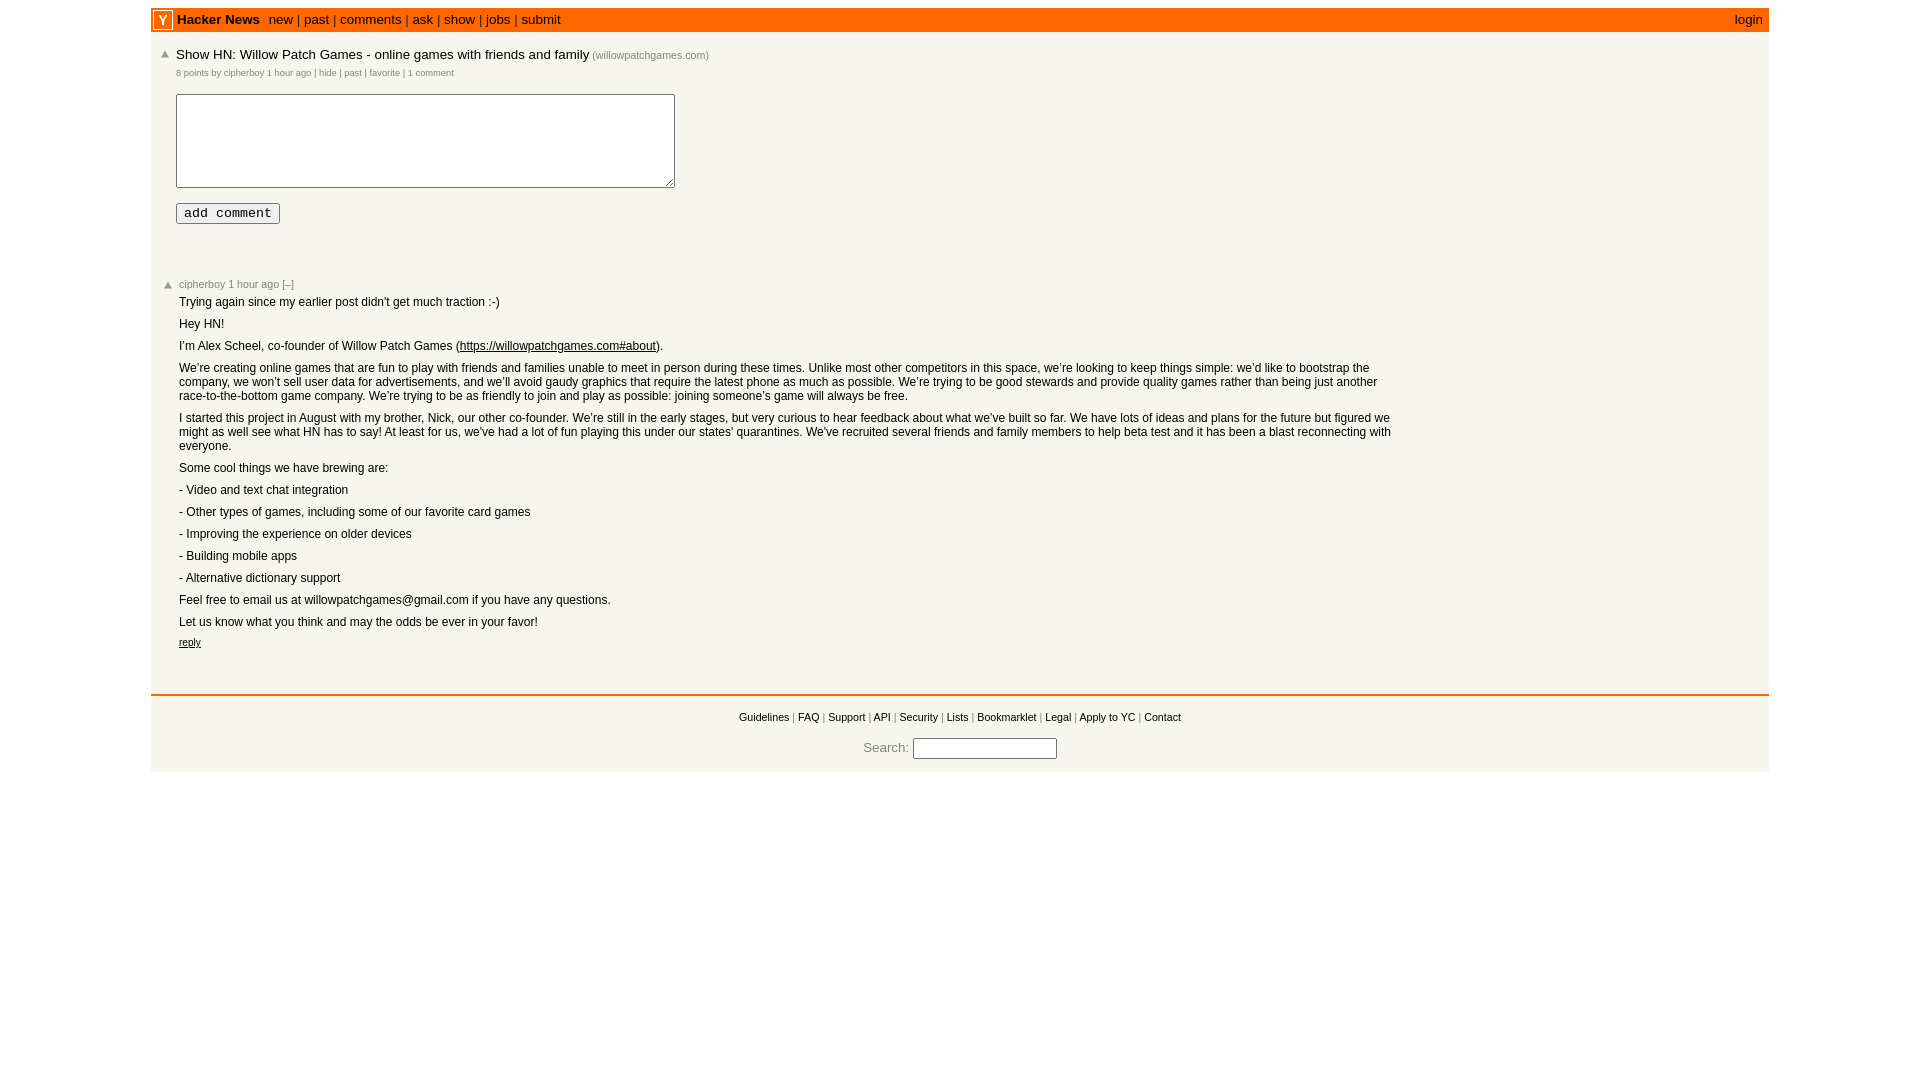 Y Hacker News new | past | comments | ask | show | jobs | submit login
Show HN: Willow Patch Games - online games with friends and family (willowpatchgames.com)
8 points by cipherboy 1 hour ago | hide | past | favorite | 1 comment
add comment
cipherboy 1 hour ago [–]
Trying again since my earlier post didn't get much traction :-)
Hey HN!
I’m Alex Scheel, co-founder of Willow Patch Games (https://willowpatchgames.com#about).
We’re creating online games that are fun to play with friends and families unable to meet in person during these times. Unlike most other competitors in this space, we’re looking to keep things simple: we’d like to bootstrap the
company, we won’t sell user data for advertisements, and we’ll avoid gaudy graphics that require the latest phone as much as possible. We’re trying to be good stewards and provide quality games rather than being just another
race-to-the-bottom game company. We’re trying to be as friendly to join and play as possible: joining someone’s game will always be free.
I started this project in August with my brother, Nick, our other co-founder. We’re still in the early stages, but very curious to hear feedback about what we’ve built so far. We have lots of ideas and plans for the future but figured we
might as well see what HN has to say! At least for us, we've had a lot of fun playing this under our states' quarantines. We've recruited several friends and family members to help beta test and it has been a blast reconnecting with
everyone.
Some cool things we have brewing are:
- Video and text chat integration
- Other types of games, including some of our favorite card games
- Improving the experience on older devices
- Building mobile apps
- Alternative dictionary support
Feel free to email us at willowpatchgames@gmail.com if you have any questions.
Let us know what you think and may the odds be ever in your favor!
reply
Guidelines | FAQ | Support | API | Security | Lists | Bookmarklet | Legal | Apply to YC | Contact
Search: